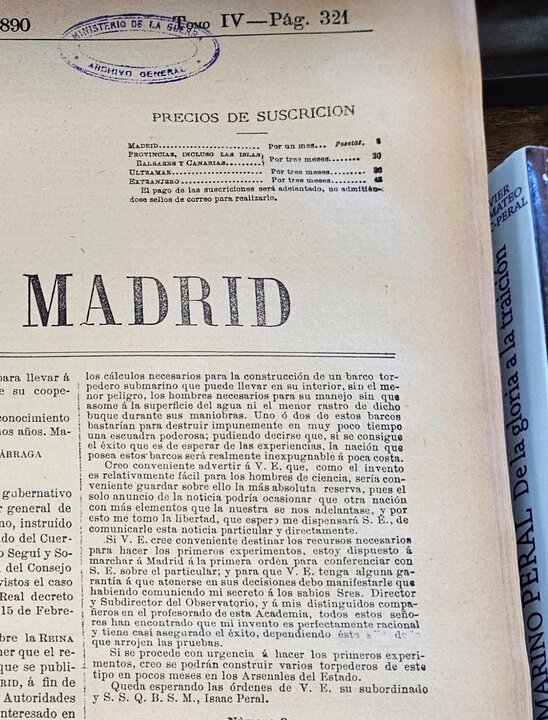 890
Tomo IV—Pág. 321
MINISTERIO DE LA GUERRA
ARCHIVO GENERAL
PRECIOS DE SUSCRICION
MADRID........................ Por un mes... Pesetas. 5
PROVINCIAS, INCLUSO LAS ISLAS
BALEARES Y CANARIAS........ Por tres meses....... 20
ULTRAMAR.................... Por tres meses........
EXTRANJERO.................. Por tres meses........ 45
El pago de las suscriciones será adelantado, no admitién-
dose sellos de correo para realizarlo.
MADRID
para llevar á
e su coope-
conocimiento
hos años. Ma-
ÁRRAGA
gubernativo
r general de
mo, instruído
do del Cuer-
o Seguí y So-
del Consejo
vistos el caso
Real decreto
15 de Febre-
bre la REINA
ner que el re-
que se publi-
RID, á fin de
Autoridades
interesado en
los cálculos necesarios para la construcción de un barco tor-
pedero submarino que puede llevar en su interior, sin el me-
nor peligro, los hombres necesarios para su manejo sin que
asome á la superficie del agua ni el menor rastro de dicho
buque durante sus maniobras. Uno ó dos de estos barcos
bastarían para destruir impunemente en muy poco tiempo
una escuadra poderosa; pudiendo decirse que, si se consigue
el éxito que es de esperar de las experiencias, la nación que
posea estos barcos será realmente inexpugnable á poca costa.
Creo conveniente advertir á V. E. que, como el invento
es relativamente fácil para los hombres de ciencia, sería con-
veniente guardar sobre ello la más absoluta reserva, pues el
solo anuncio de la noticia podría ocasionar que otra nación
con más elementos que la nuestra se nos adelantase, y por
esto me tomo la libertad, que espero me dispensará S. E., de
comunicarle esta noticia particular y directamente.
Si V. E. cree conveniente destinar los recursos necesarios
para hacer los primeros experimentos, estoy dispuesto á
marchar á Madrid á la primera orden para conferenciar con
S. E. sobre el particular; y para que V. E. tenga alguna ga-
rantía á que atenerse en sus decisiones debo manifestarle que
habiendo comunicado mi secreto á los sabios Sres. Director
y Subdirector del Observatorio, y á mis distinguidos compa-
ñeros en el profesorado de esta Academia, todos estos seño-
res han encontrado que mi invento es perfectamente racional
y tiene casi asegurado el éxito, dependiendo éste
que arrojen las pruebas.
Si se procede con urgencia á hacer los primeros experi-
mentos, creo se podrán construir varios torpederos de este
tipo en pocos meses en los Arsenales del Estado.
Queda esperando las órdenes de V. E. su subordinado
y S. S. Q. B. S. M., Isaac Peral.
VIER
MATEO
-PERAL
MARINO PERAL De la gloria a la traición